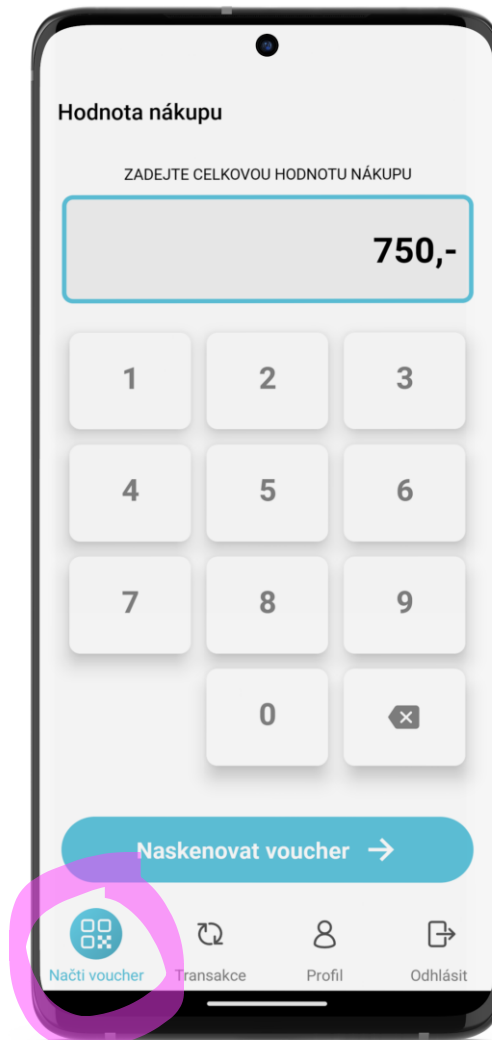 Hodnota nákupu
ZADEJTE CELKOVOU HODNOTU NÁKUPU
750,-
1 2 3
4 5 6
7 8 9
0
Naskenovat voucher
Načti voucher Transakce Profil Odhlásit